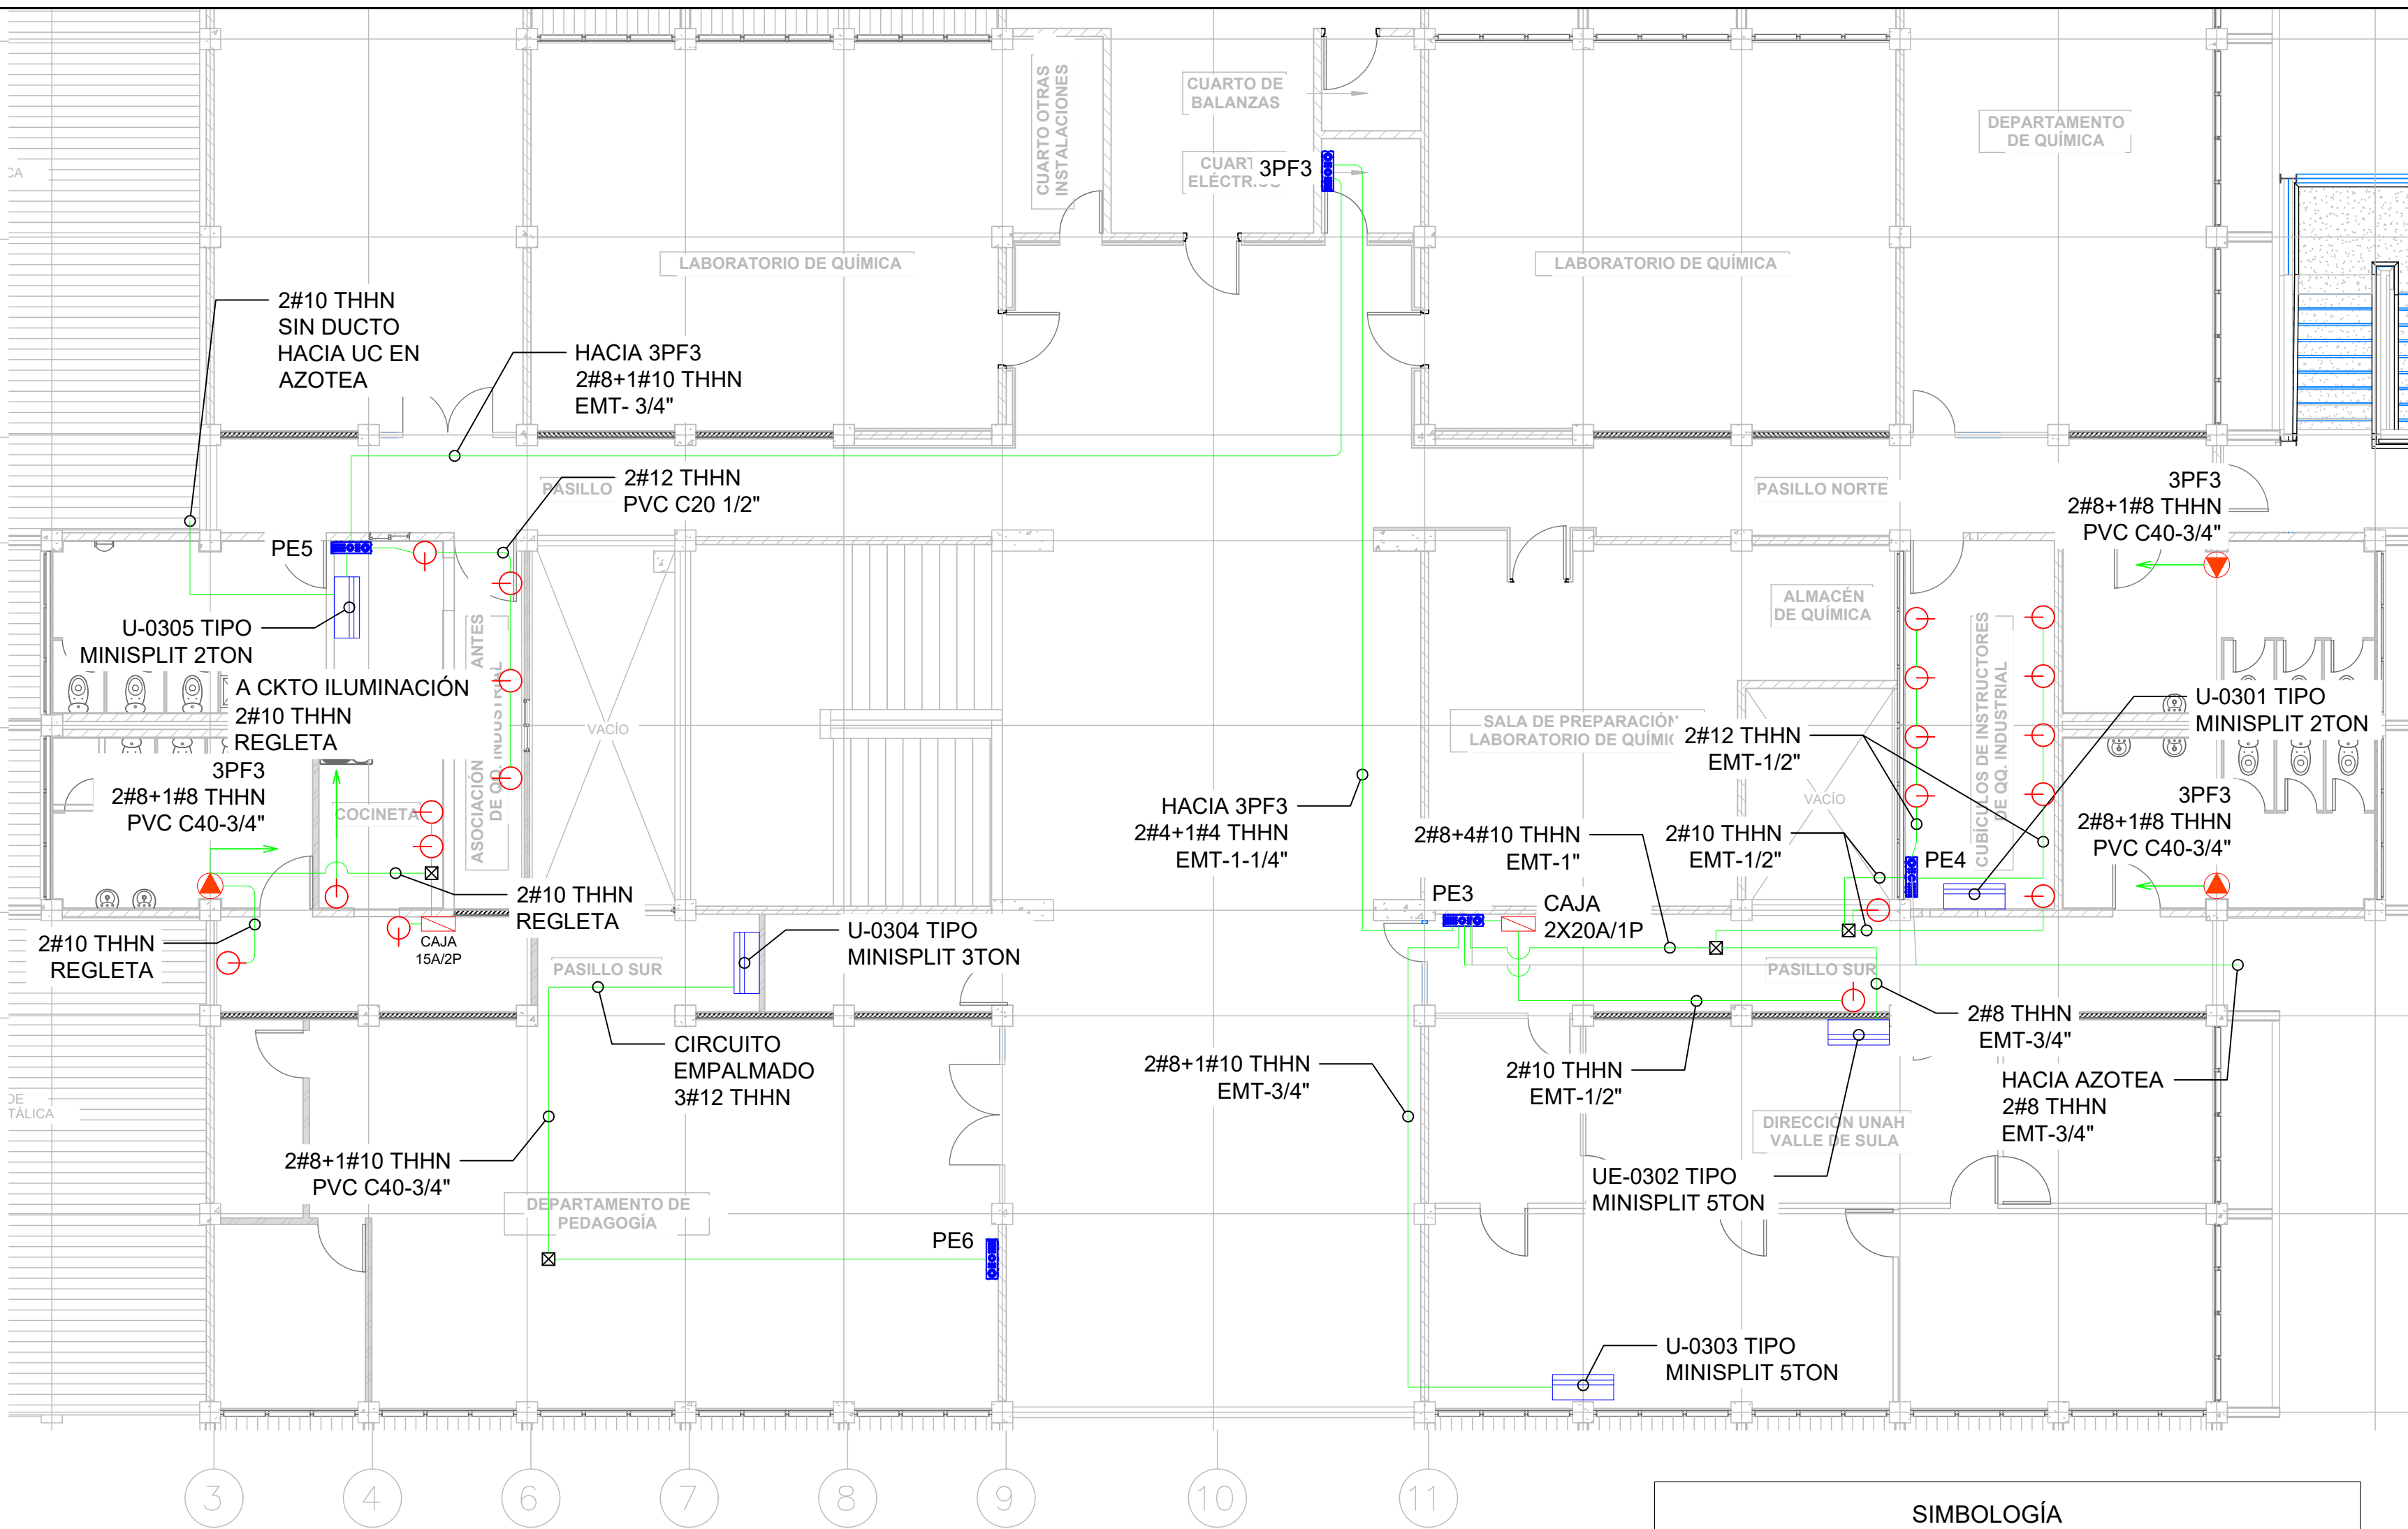 CUARTO OTRAS
INSTALACIONES
CUARTO DE
BALANZAS
3PF3
DEPARTAMENTO
DE QUÍMICA
LABORATORIO DE QUÍMICA
LABORATORIO DE QUÍMICA
2#10 THHN
SIN DUCTO
HACIA UC EN
AZOTEA
HACIA 3PF3
2#8+1#10 THHN
EMT- 3/4"
PASILLO
2#12 THHN
PVC C20 1/2"
PASILLO NORTE
3PF3
2#8+1#8 THHN
PVC C40-3/4"
PE5
U-0305 TIPO
MINISPLIT 2TON
A CKTO ILUMINACIÓN
2#10 THHN
REGLETA
3PF3
2#8+1#8 THHN
PVC C40-3/4"
COCINETA
ASOCIACIÓN ANTES
DE QQ. INDUSTRIAL
VACÍO
ALMACÉN
DE QUÍMICA
SALA DE PREPARACIÓN
LABORATORIO DE
2#12 THHN
EMT-1/2"
CUBÍCULOS DE INSTRUCTORES
DE QQ. INDUSTRIAL
U-0301 TIPO
MINISPLIT 2TON
VACÍO
HACIA 3PF3
2#4+1#4 THHN
EMT-1-1/4"
2#8+4#10 THHN
EMT-1"
2#10 THHN
EMT-1/2"
PE4
3PF3
2#8+1#8 THHN
PVC C40-3/4"
2#10 THHN
REGLETA
2#10 THHN
REGLETA
CAJA
15A/2P
PE3
CAJA
2X20A/1P
U-0304 TIPO
MINISPLIT 3TON
PASILLO SUR
PASILLO SUR
CIRCUITO
EMPALMADO
3#12 THHN
2#8+1#10 THHN
EMT-3/4"
2#10 THHN
EMT-1/2"
2#8 THHN
EMT-3/4"
HACIA AZOTEA
2#8 THHN
EMT-3/4"
DE
TÁLICA
DIRECCIÓN UNAH
VALLE DE SULA
2#8+1#10 THHN
PVC C40-3/4"
UE-0302 TIPO
MINISPLIT 5TON
DEPARTAMENTO DE
PEDAGOGÍA
PE6
U-0303 TIPO
MINISPLIT 5TON
3
4
6
7
8
9
10
11
SIMBOLOGÍA